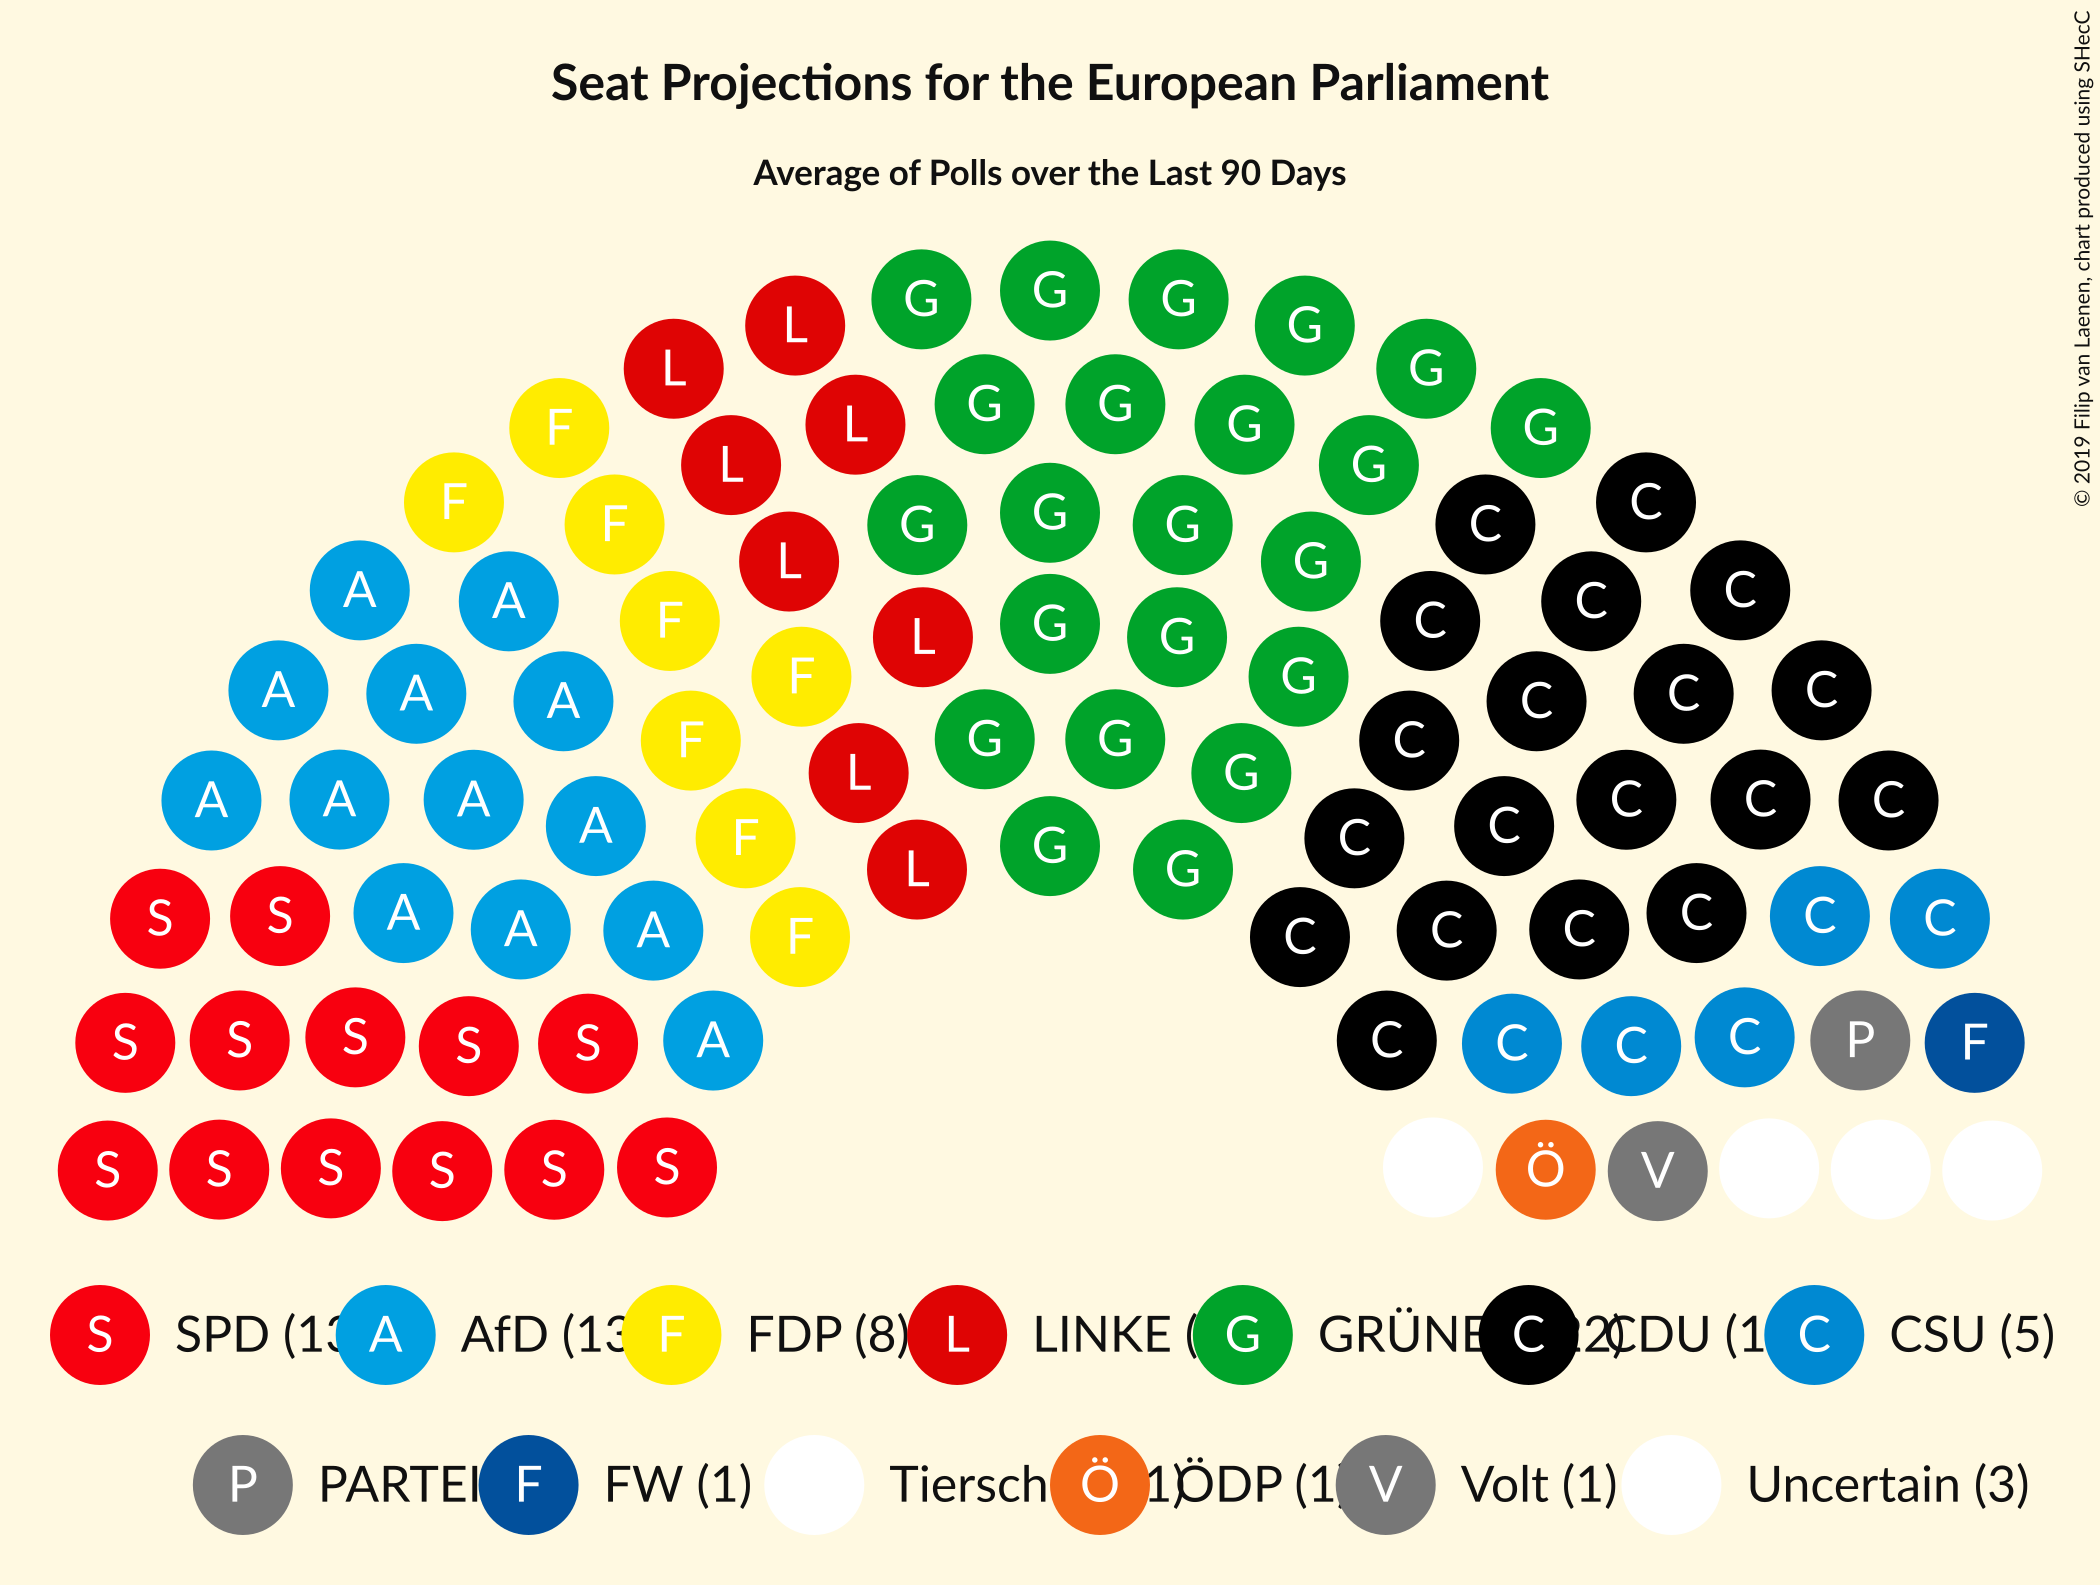 Seat Projections for the European Parliament
Average of Polls over the Last 90 Days
© 2019 Filip van Laenen, chart produced using SHecC
G G G
L L G G
L G G G G
F L L G G G
F F L G G G G C C
A A F L L G G G G C C C
A A A F F L G G G G C C C C
A A A A F F L G G G C C C C C C
S S A A A F F L G G C C C C C C C
S S S S S A C C C C P F
S S S S S S Ö V
S SPD (13 A AfD (13 F FDP (8) L LINKE ( G GRÜNE 22) C CDU (1 C CSU (5)
P PARTEI F FW (1) Tiersch 1) Ö ÖDP (1) V Volt (1) Uncertain (3)